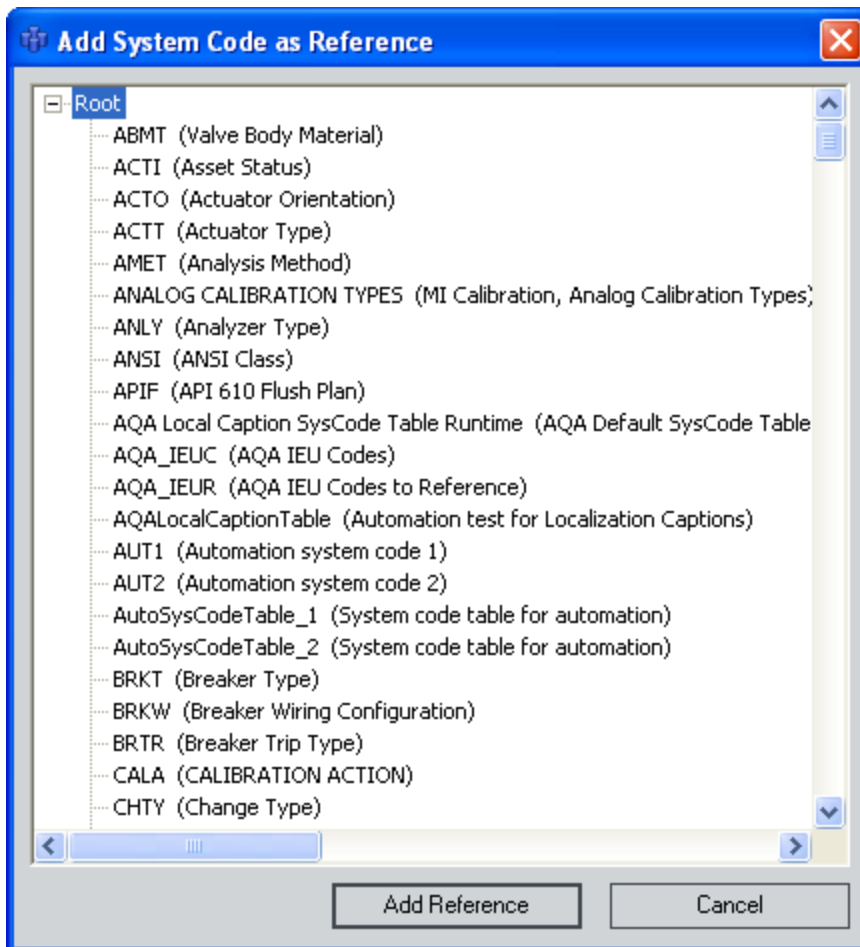 Add System Code as Reference
Root
ABMT (Valve Body Material)
ACTI (Asset Status)
ACTO (Actuator Orientation)
ACTT (Actuator Type)
AMET (Analysis Method)
ANALOG CALIBRATION TYPES (MI Calibration, Analog Calibration Types)
ANLY (Analyzer Type)
ANSI (ANSI Class)
APIF (API 610 Flush Plan)
AQA Local Caption SysCode Table Runtime (AQA Default SysCode Table
AQA_IEUC (AQA IEU Codes)
AQA_IEUR (AQA IEU Codes to Reference)
AQALocalCaptionTable (Automation test for Localization Captions)
AUT1 (Automation system code 1)
AUT2 (Automation system code 2)
AutoSysCodeTable_1 (System code table for automation)
AutoSysCodeTable_2 (System code table for automation)
BRKT (Breaker Type)
BRKW (Breaker Wiring Configuration)
BRTR (Breaker Trip Type)
CALA (CALIBRATION ACTION)
CHTY (Change Type)
Add Reference
Cancel